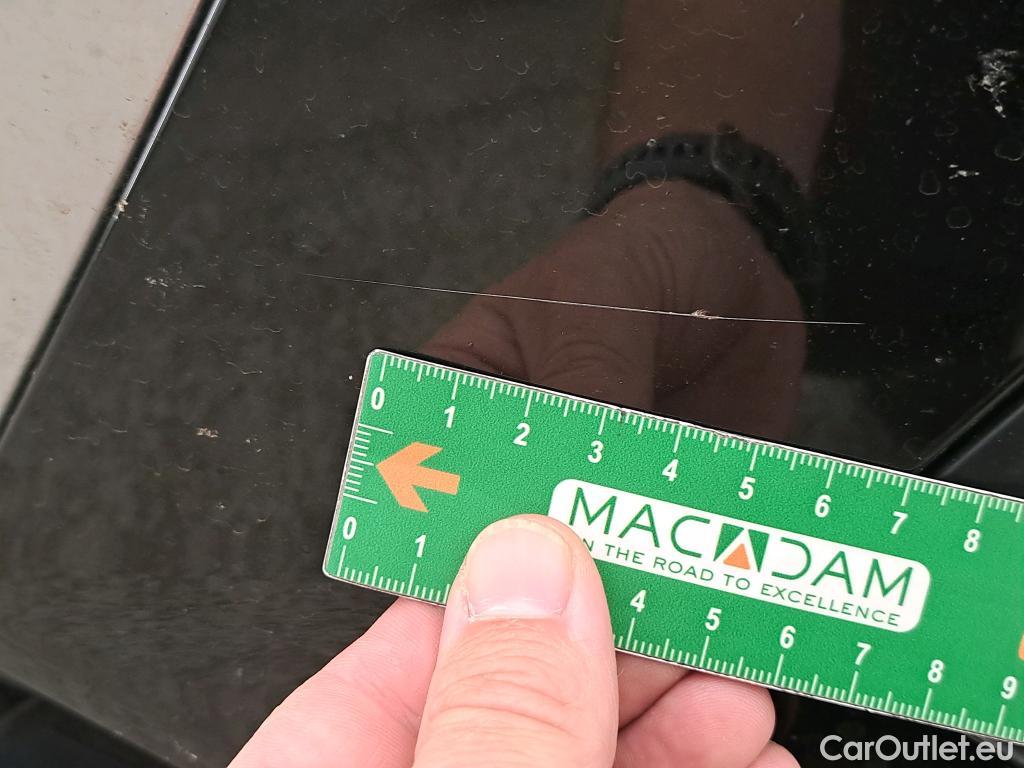 0 1 2 3 4 5 6 7 8
MACADAM
N THE ROAD TO EXCELLENCE
0 1 4 5 6 7 8 9
CarOutlet.eu